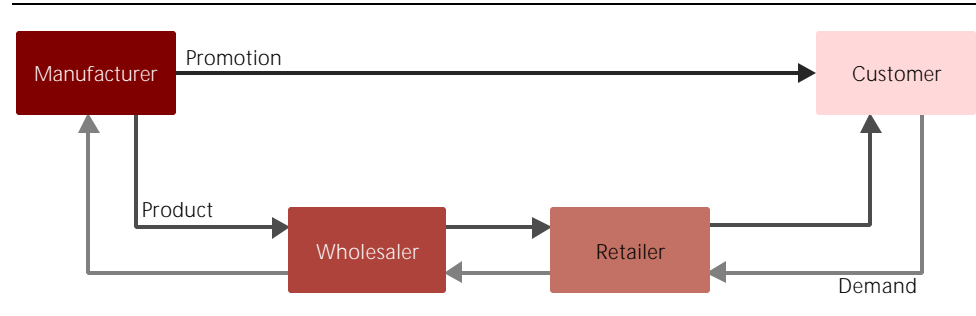 Promotion
Manufacturer
Customer
Product
Wholesaler
Retailer
Demand